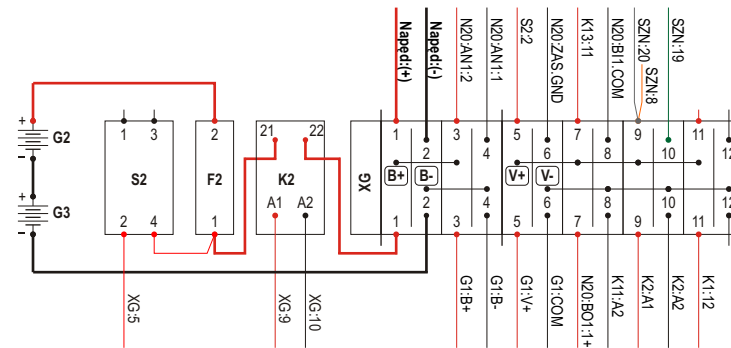 Napęd:(+)
Napęd:(-)
N20:AN1:2
N20:AN1:1
S2:2
N20:ZAS.GND
K13:11
N20:BI1.COM
SZN:20
SZN:8
SZN:19
+
G2
-
+
G3
-
1
3
S2
2
4
2
F2
1
21
22
K2
A1
A2
XG
1
2
3
4
5
6
7
8
9
10
11
12
B+
B-
V+
V-
1
2
3
4
5
6
7
8
9
10
11
12
XG:5
XG:9
XG:10
G1:B+
G1:B-
G1:V+
G1:COM
N20:BO1:1+
K11:A2
K2:A1
K2:A2
K1:12